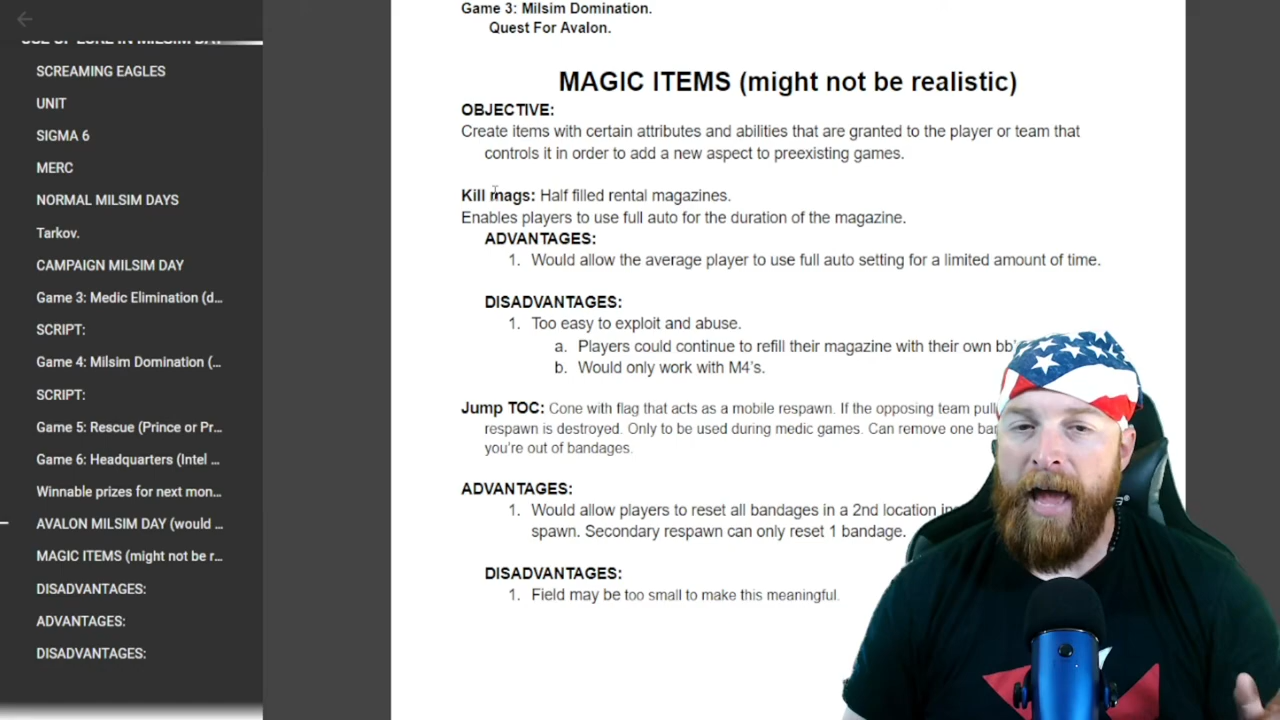 USE OF LORE IN MILSIM DAY
SCREAMING EAGLES
UNIT
SIGMA 6
MERC
NORMAL MILSIM DAYS
Tarkov.
CAMPAIGN MILSIM DAY
Game 3: Medic Elimination (d...
SCRIPT:
Game 4: Milsim Domination (...
SCRIPT:
Game 5: Rescue (Prince or Pr...
Game 6: Headquarters (Intel ...
Winnable prizes for next mon...
AVALON MILSIM DAY (would ...
MAGIC ITEMS (might not be r...
DISADVANTAGES:
ADVANTAGES:
DISADVANTAGES:
Game 3: Milsim Domination.
Quest For Avalon.
MAGIC ITEMS (might not be realistic)
OBJECTIVE:
Create items with certain attributes and abilities that are granted to the player or team that
controls it in order to add a new aspect to preexisting games.
Kill mags: Half filled rental magazines.
Enables players to use full auto for the duration of the magazine.
ADVANTAGES:
1. Would allow the average player to use full auto setting for a limited amount of time.
DISADVANTAGES:
1. Too easy to exploit and abuse.
a. Players could continue to refill their magazine with their own bb'
b. Would only work with M4's.
Jump TOC: Cone with flag that acts as a mobile respawn. If the opposing team pul
respawn is destroyed. Only to be used during medic games. Can remove one ba
you're out of bandages.
ADVANTAGES:
1. Would allow players to reset all bandages in a 2nd location
spawn. Secondary respawn can only reset 1 bandage.
DISADVANTAGES:
1. Field may be too small to make this meaningful.